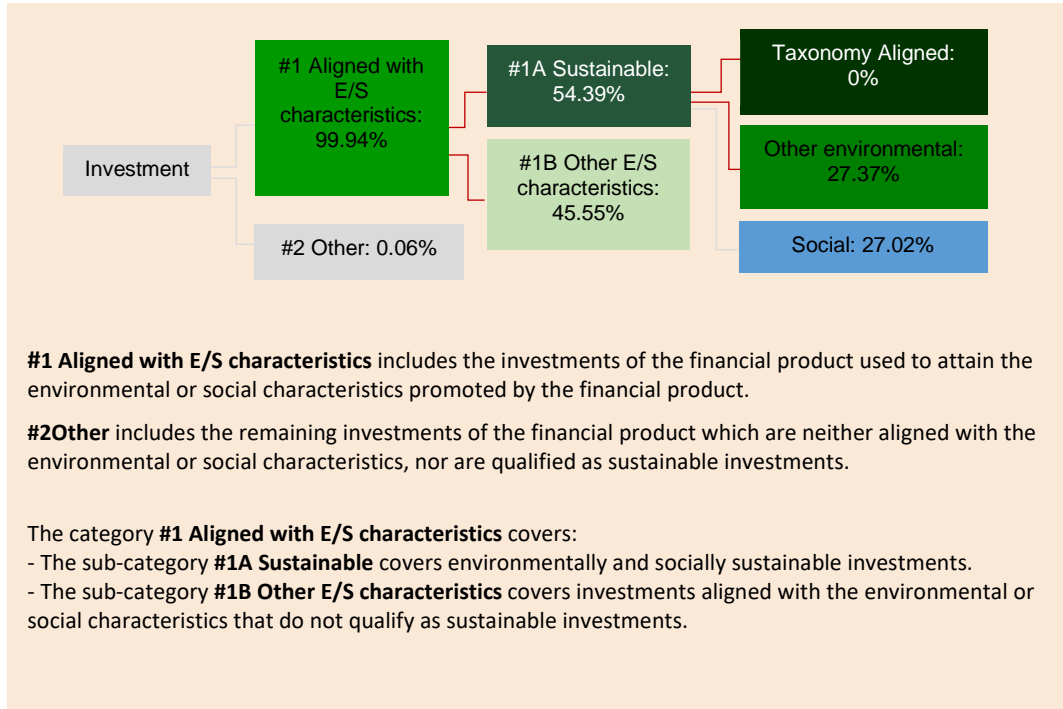 Investment
#1 Aligned with
E/S
characteristics:
99.94%
#2 Other: 0.06%
#1A Sustainable:
54.39%
#1B Other E/S
characteristics:
45.55%
Taxonomy Aligned:
0%
Other environmental:
27.37%
Social: 27.02%
#1 Aligned with E/S characteristics includes the investments of the financial product used to attain the
environmental or social characteristics promoted by the financial product.
#2Other includes the remaining investments of the financial product which are neither aligned with the
environmental or social characteristics, nor are qualified as sustainable investments.
The category #1 Aligned with E/S characteristics covers:
- The sub-category #1A Sustainable covers environmentally and socially sustainable investments.
- The sub-category #1B Other E/S characteristics covers investments aligned with the environmental or
social characteristics that do not qualify as sustainable investments.